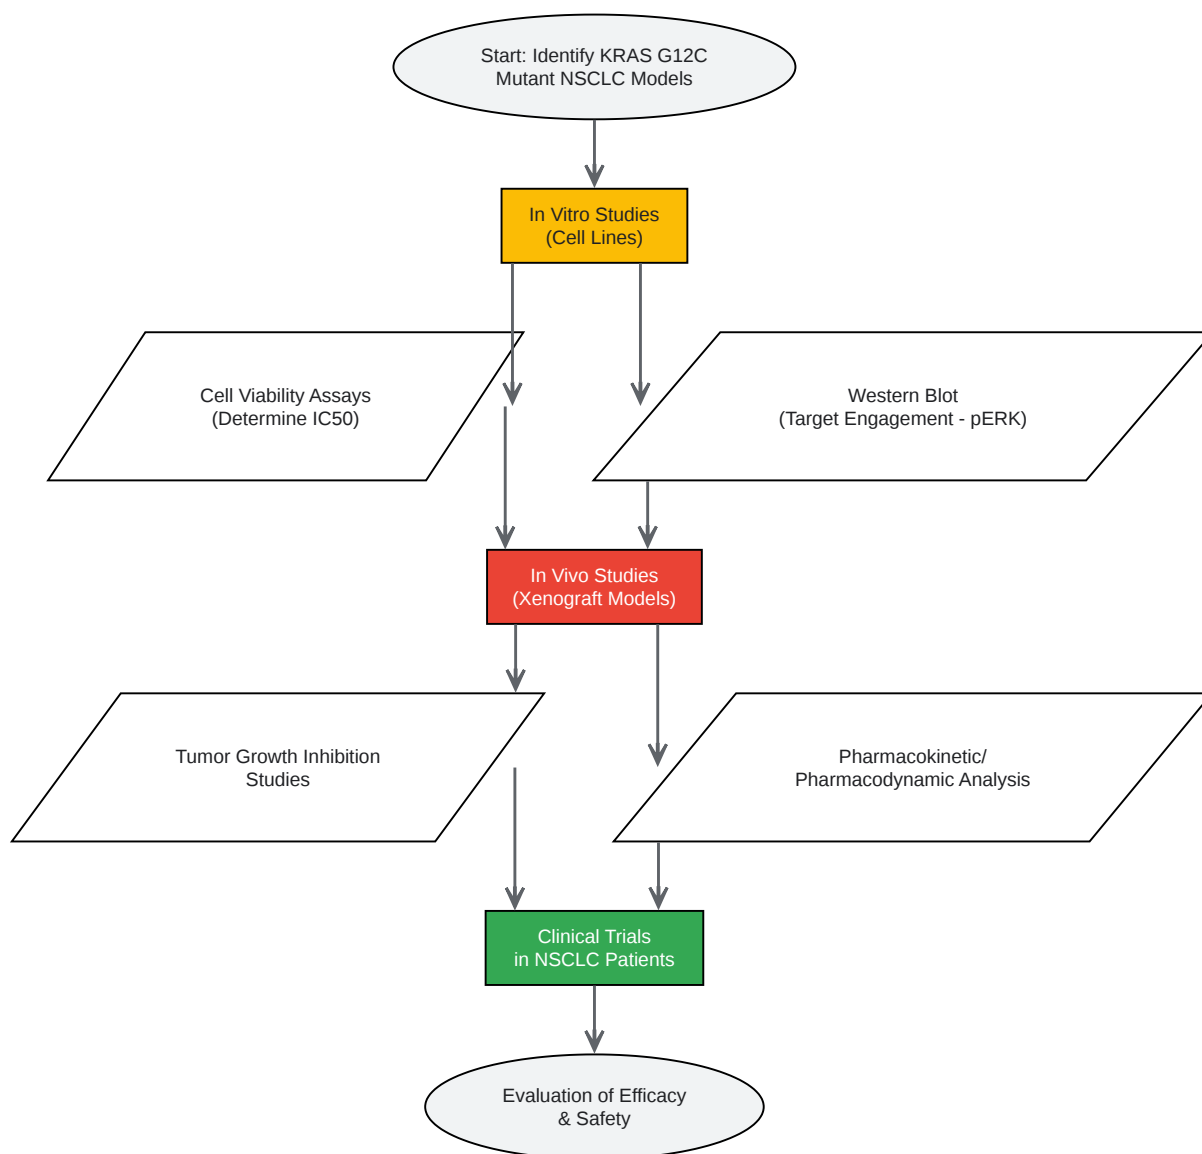 Start: Identify KRAS G12C
Mutant NSCLC Models
In Vitro Studies
(Cell Lines)
Cell Viability Assays
(Determine IC50)
Western Blot
(Target Engagement - pERK)
In Vivo Studies
(Xenograft Models)
Tumor Growth Inhibition
Studies
Pharmacokinetic/
Pharmacodynamic Analysis
Clinical Trials
in NSCLC Patients
Evaluation of Efficacy
& Safety